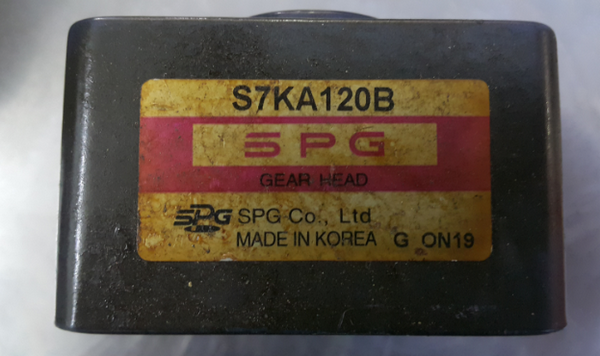 S7KA120B
SPG
GEAR HEAD
SPG SPG Co., Ltd
MADE IN KOREA G ON19